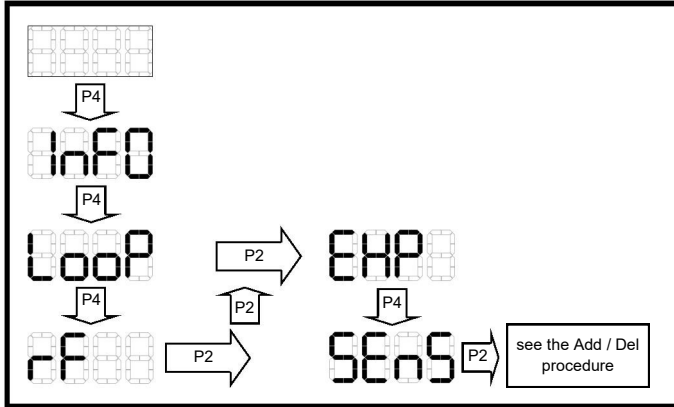 P4
InFO
P4
LooP
P4
rF
P2
P2
P2
EHP
P4
SEnS
P2
see the Add / Del
procedure